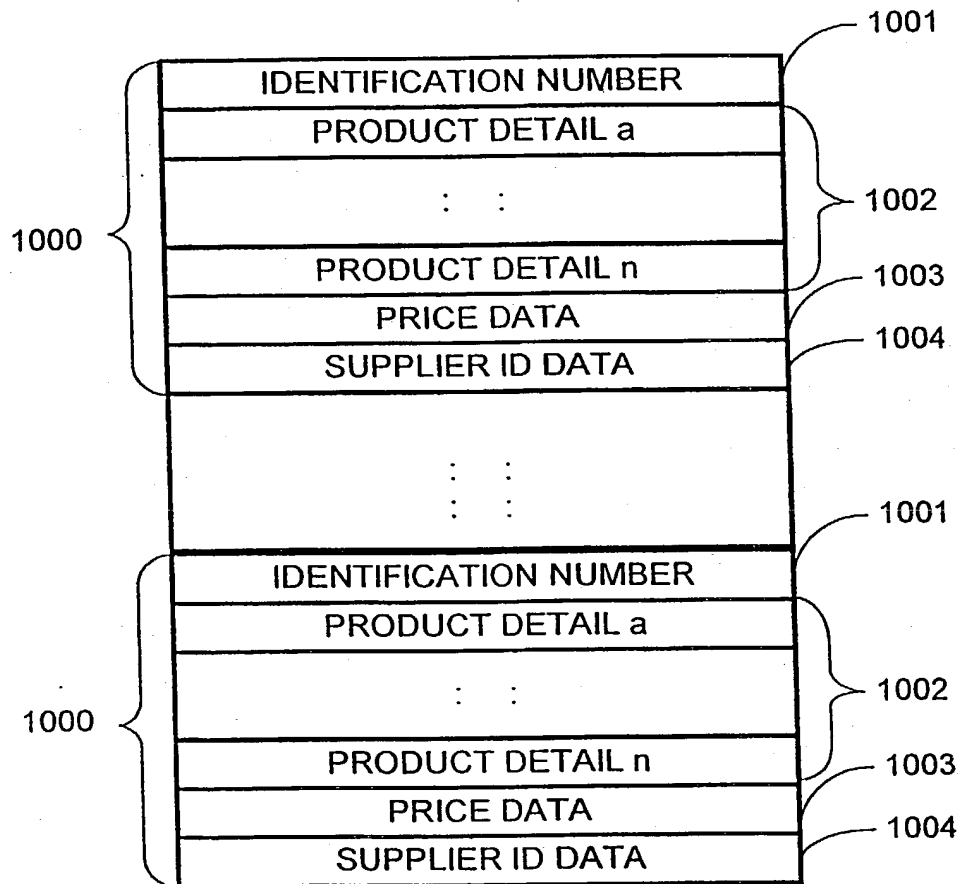 1001
IDENTIFICATION NUMBER
PRODUCT DETAIL a
: :
1002
1000
PRODUCT DETAIL n
1003
PRICE DATA
1004
SUPPLIER ID DATA
: :
: :
1001
IDENTIFICATION NUMBER
PRODUCT DETAIL a
: :
1002
1000
PRODUCT DETAIL n
1003
PRICE DATA
1004
SUPPLIER ID DATA